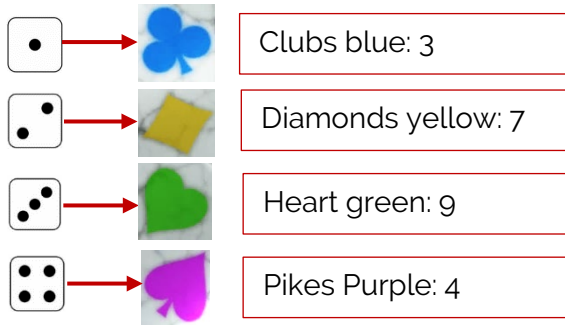 Clubs blue: 3
Diamonds yellow: 7
Heart green: 9
Pikes Purple: 4